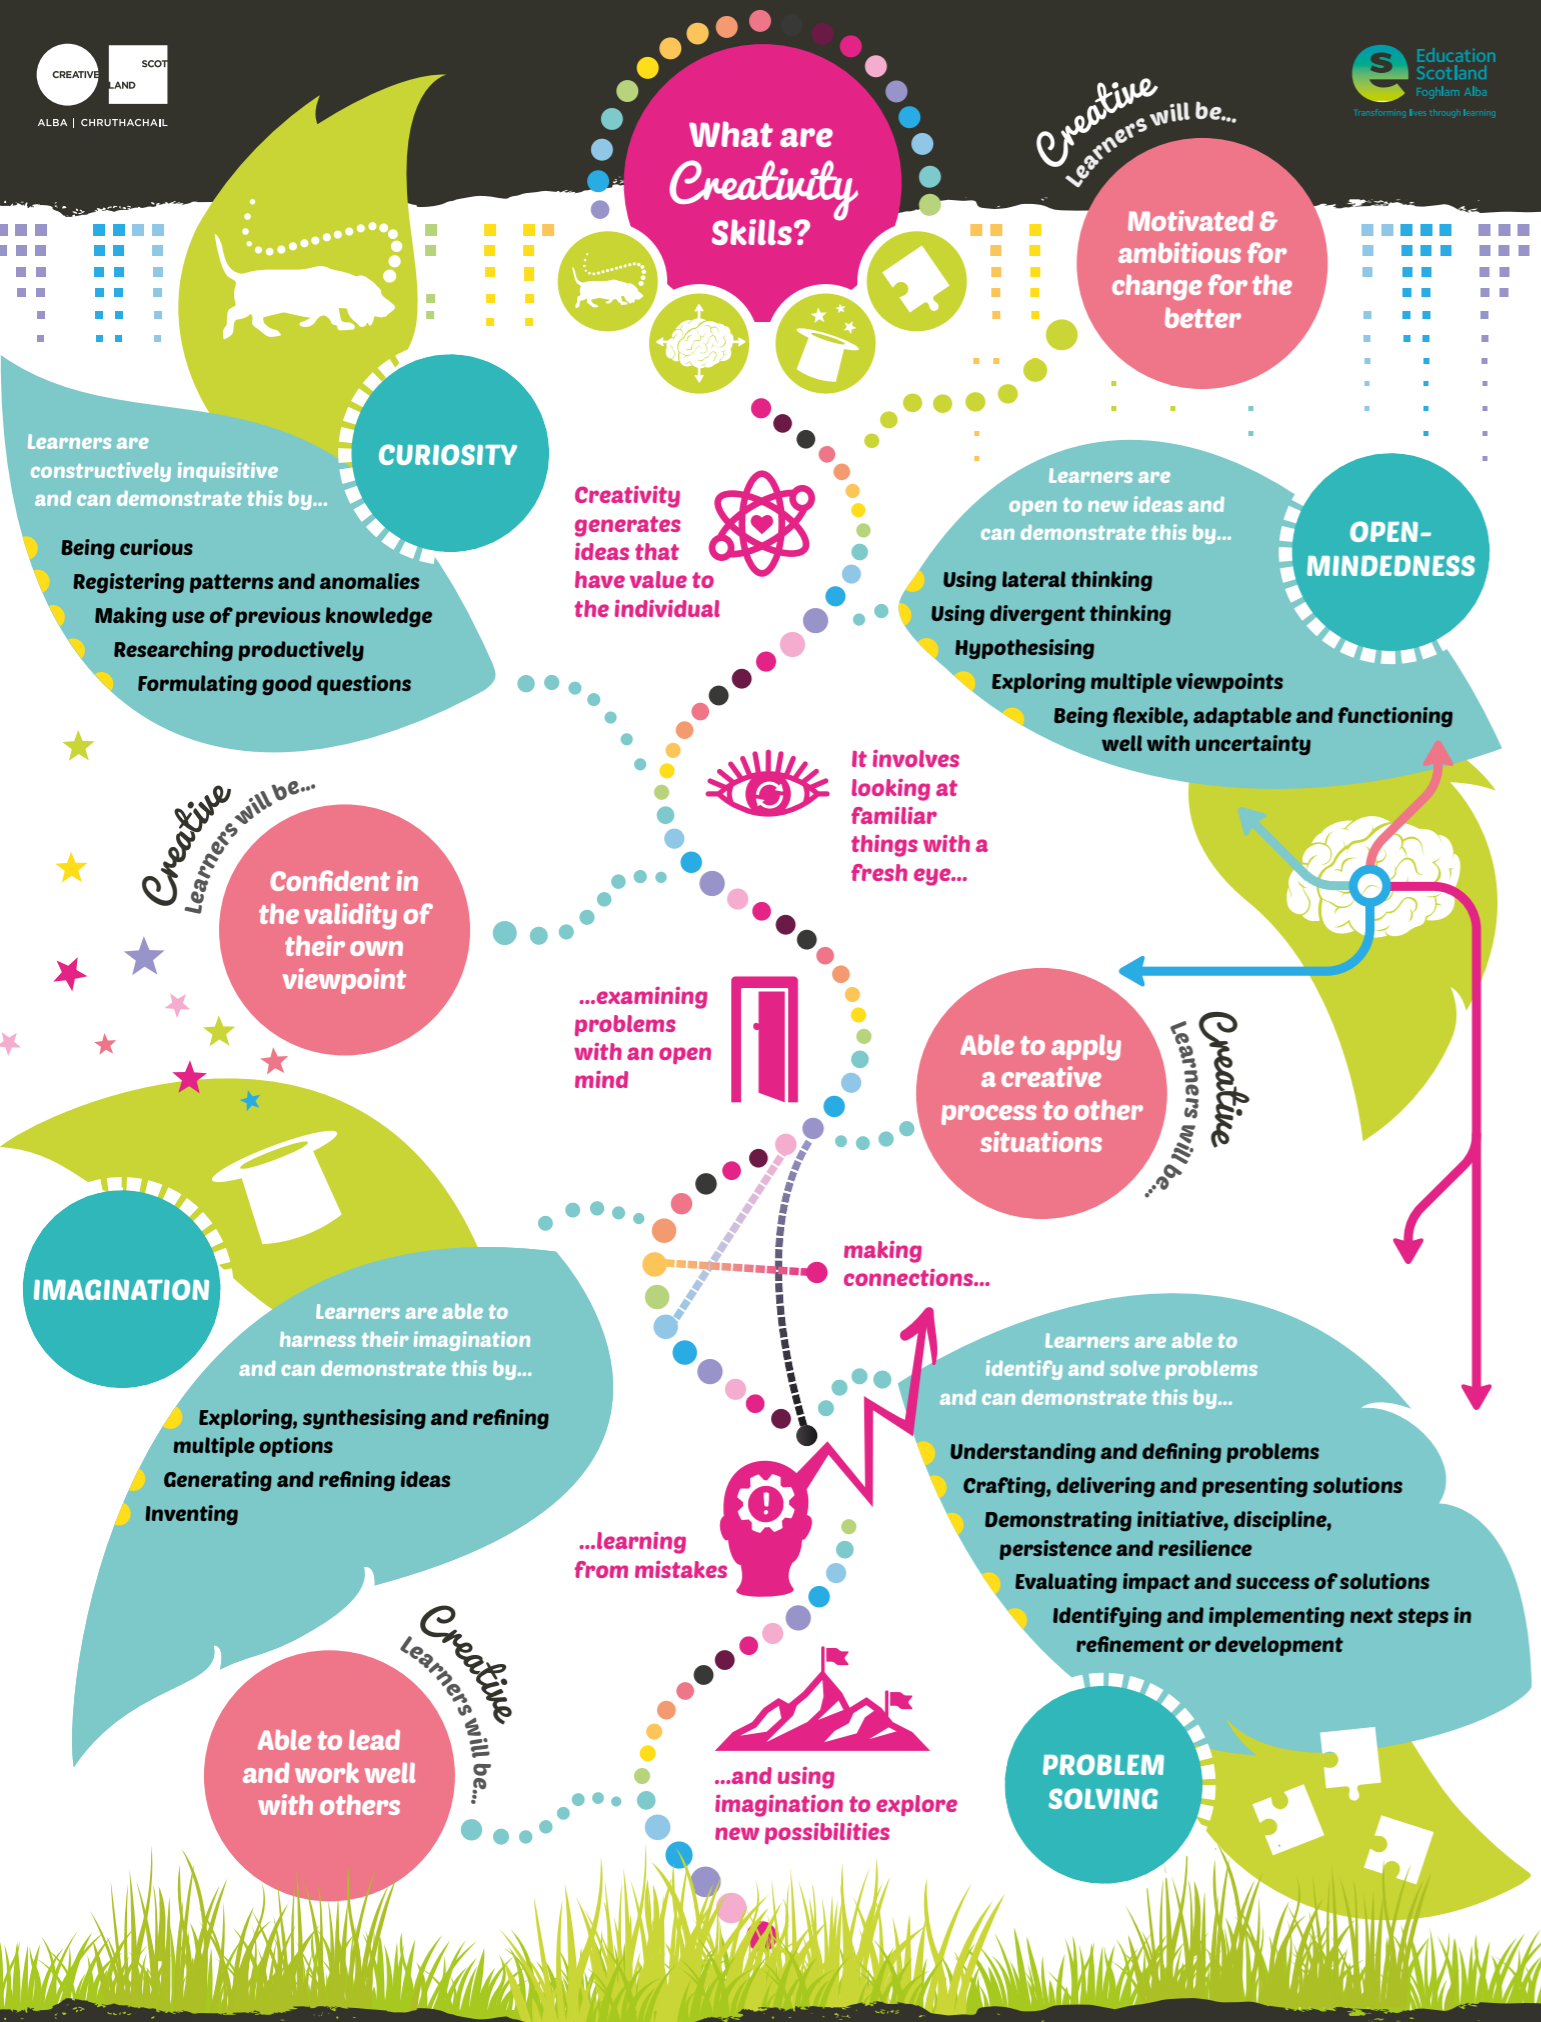 CREATIVE
SCOT
LAND
ALBA | CHRUTHACHAIL
What are
Creativity
Skills?
Education
Scotland
Foghlam Alba
Transforming lives through learning
Creative
Learners will be...
Motivated &
ambitious for
change for the
better
CURIOSITY
Learners are
constructively inquisitive
and can demonstrate this by...
Being curious
Registering patterns and anomalies
Making use of previous knowledge
Researching productively
Formulating good questions
Creativity
generates
ideas that
have value to
the individual
OPEN-
MINDEDNESS
Learners are
open to new ideas and
can demonstrate this by...
Using lateral thinking
Using divergent thinking
Hypothesising
Exploring multiple viewpoints
Being flexible, adaptable and functioning
well with uncertainty
It involves
looking at
familiar
things with a
fresh eye...
Creative
Learners will be...
Confident in
the validity of
their own
viewpoint
...examining
problems
with an open
mind
Able to apply
a creative
process to other
situations
Creative
Learners will be...
making
connections...
IMAGINATION
Learners are able to
harness their imagination
and can demonstrate this by...
Exploring, synthesising and refining
multiple options
Generating and refining ideas
Inventing
Learners are able to
identify and solve problems
and can demonstrate this by...
Understanding and defining problems
Crafting, delivering and presenting solutions
Demonstrating initiative, discipline,
persistence and resilience
Evaluating impact and success of solutions
Identifying and implementing next steps in
refinement or development
PROBLEM
SOLVING
...learning
from mistakes
Creative
Learners will be...
Able to lead
and work well
with others
...and using
imagination to explore
new possibilities